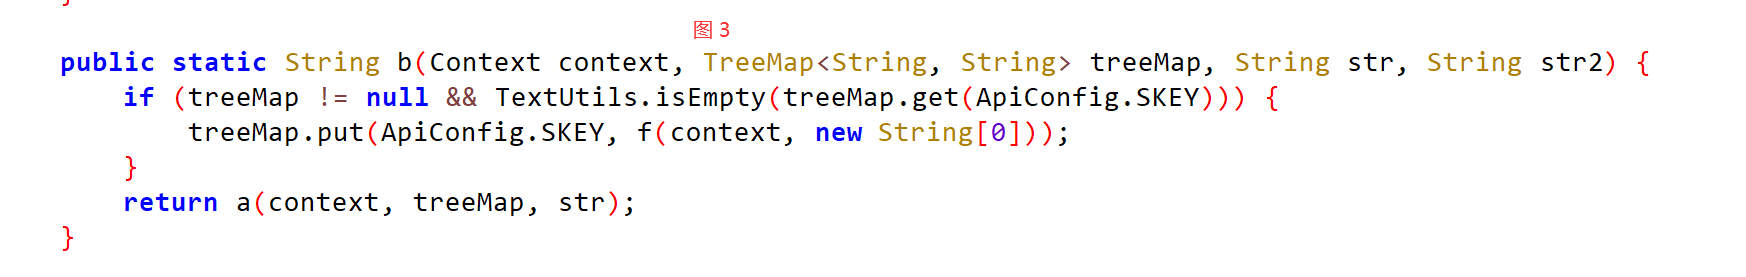 }
图 3
public static String b(Context context, TreeMap<String, String> treeMap, String str, String str2) {
    if (treeMap != null && TextUtils.isEmpty(treeMap.get(ApiConfig.SKEY))) {
        treeMap.put(ApiConfig.SKEY, f(context, new String[0]));
    }
    return a(context, treeMap, str);
}